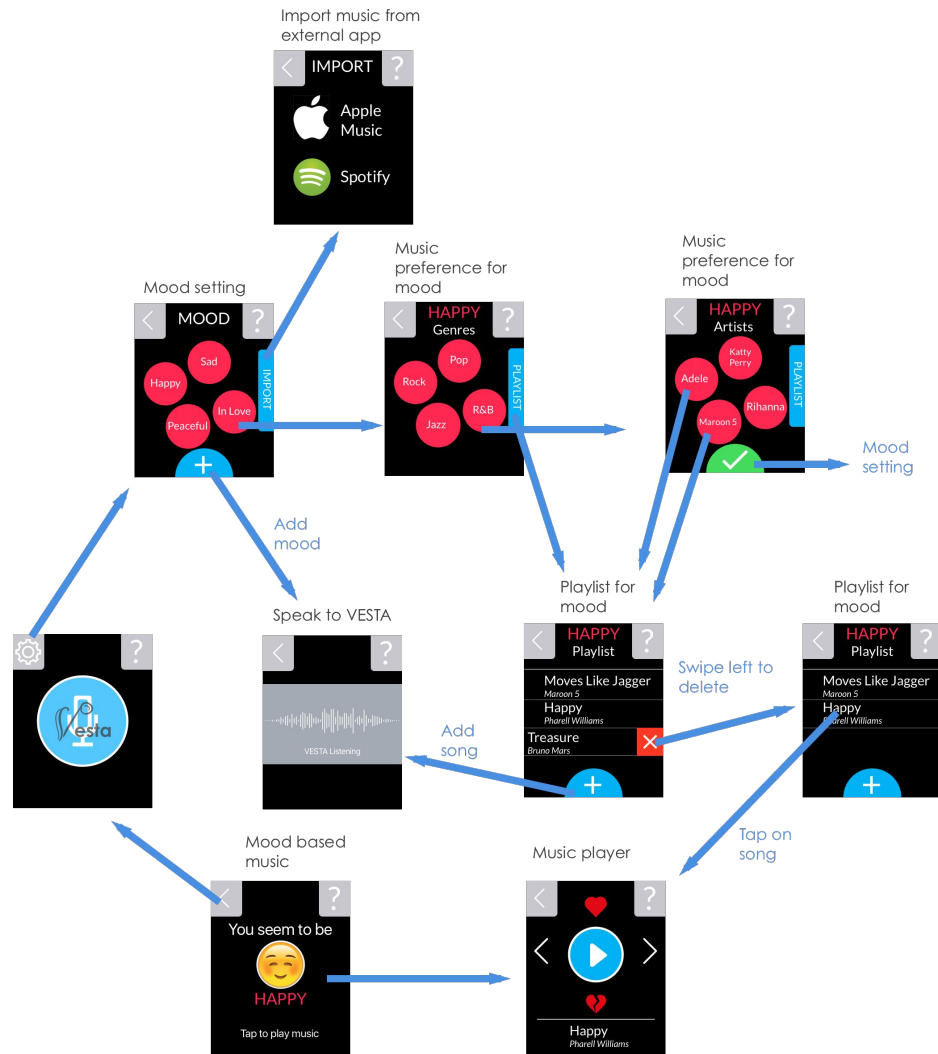 Import music from
external app
IMPORT
?
Apple
Music
Spotify
Mood setting
MOOD
?
Sad
Happy
In Love
Peaceful
IMPORT
+
Music
preference for
mood
HAPPY
?
Genres
Pop
Rock
R&B
Jazz
PLAYLIST
Music
preference for
mood
HAPPY
?
Artists
Katty
Perry
Adele
Rihanna
Maroon 5
PLAYLIST
Mood
setting
Add
mood
?
Vesta
Speak to VESTA
?
VESTA Listening
Add
song
Playlist for
mood
HAPPY
?
Playlist
Moves Like Jagger
Maroon 5
Happy
Pharell Williams
Treasure
Bruno Mars
+
Swipe left to
delete
Playlist for
mood
HAPPY
?
Playlist
Moves Like Jagger
Maroon 5
Happy
Pharell Williams
+
Tap on
song
Mood based
music
?
You seem to be
HAPPY
Tap to play music
Music player
?
Happy
Pharell Williams